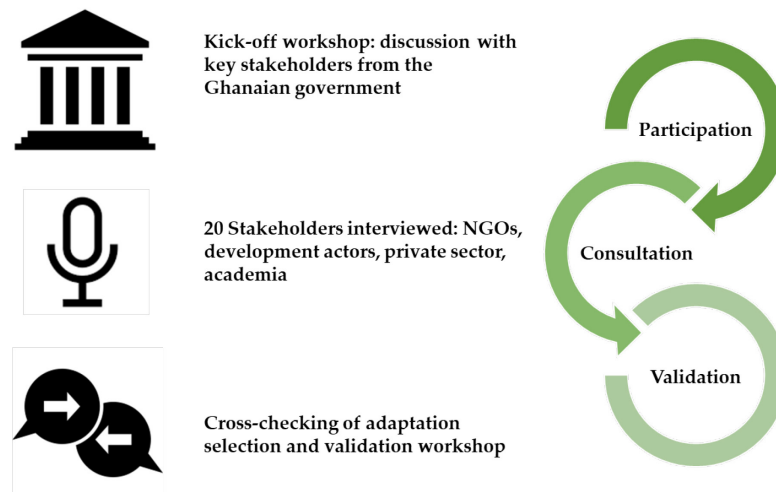 Kick-off workshop: discussion with
key stakeholders from the
Ghanaian government
Participation
20 Stakeholders interviewed: NGOs,
development actors, private sector,
academia
Consultation
Cross-checking of adaptation
selection and validation workshop
Validation